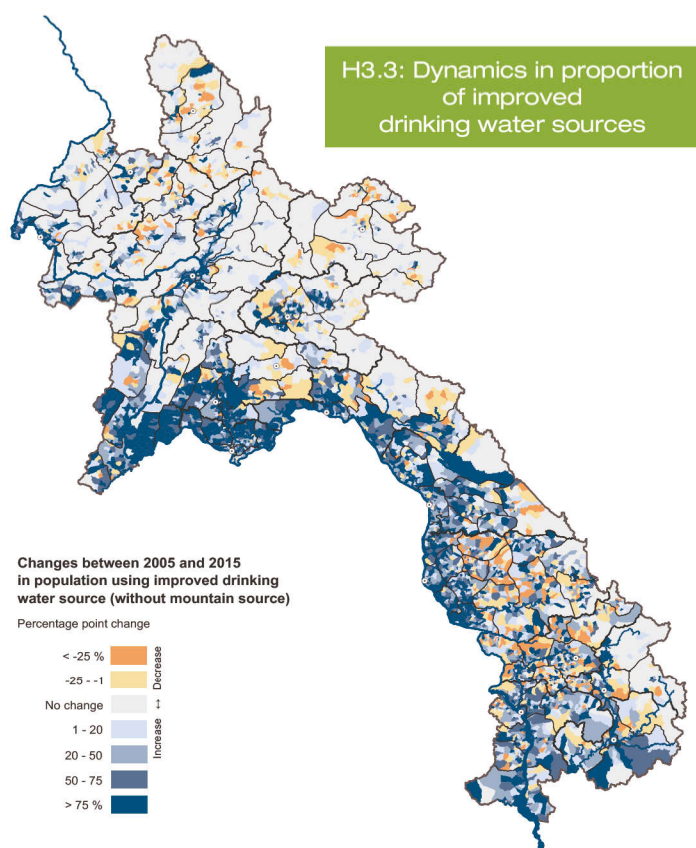 H3.3: Dynamics in proportion
of improved
drinking water sources
Changes between 2005 and 2015
in population using improved drinking
water source (without mountain source)
Percentage point change
< -25 %
-25 - -1
No change
1 - 20
20 - 50
50 - 75
> 75 %
Decrease
↔
Increase